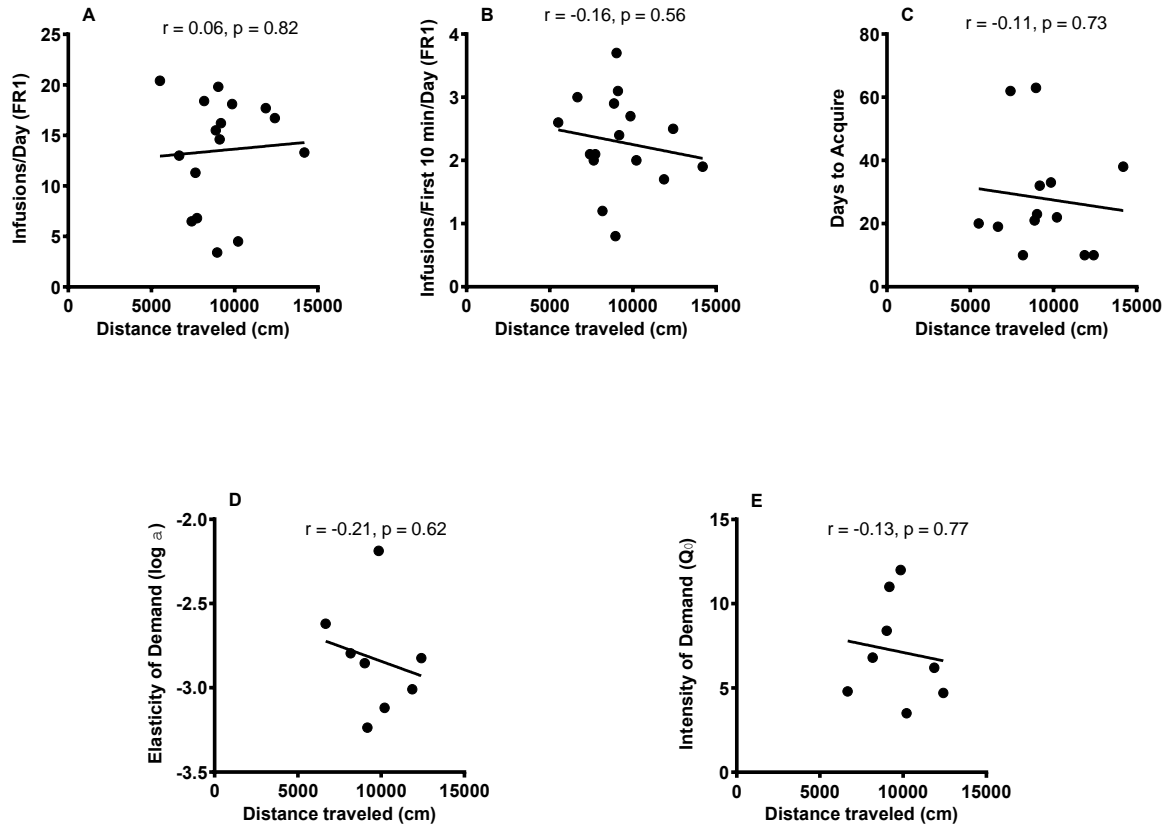 A
r = 0.06, p = 0.82
Infusions/Day (FR1)
25
20
15
10
5
0
0 5000 10000 15000
Distance traveled (cm)
B
r = -0.16, p = 0.56
Infusions/First 10 min/Day (FR1)
4
3
2
1
0
0 5000 10000 15000
Distance traveled (cm)
C
r = -0.11, p = 0.73
Days to Acquire
80
60
40
20
0
0 5000 10000 15000
Distance traveled (cm)
D
r = -0.21, p = 0.62
Elasticity of Demand (log α)
-2.0
-2.5
-3.0
-3.5
0 5000 10000 15000
Distance traveled (cm)
E
r = -0.13, p = 0.77
Intensity of Demand (Q₀)
15
10
5
0
0 5000 10000 15000
Distance traveled (cm)